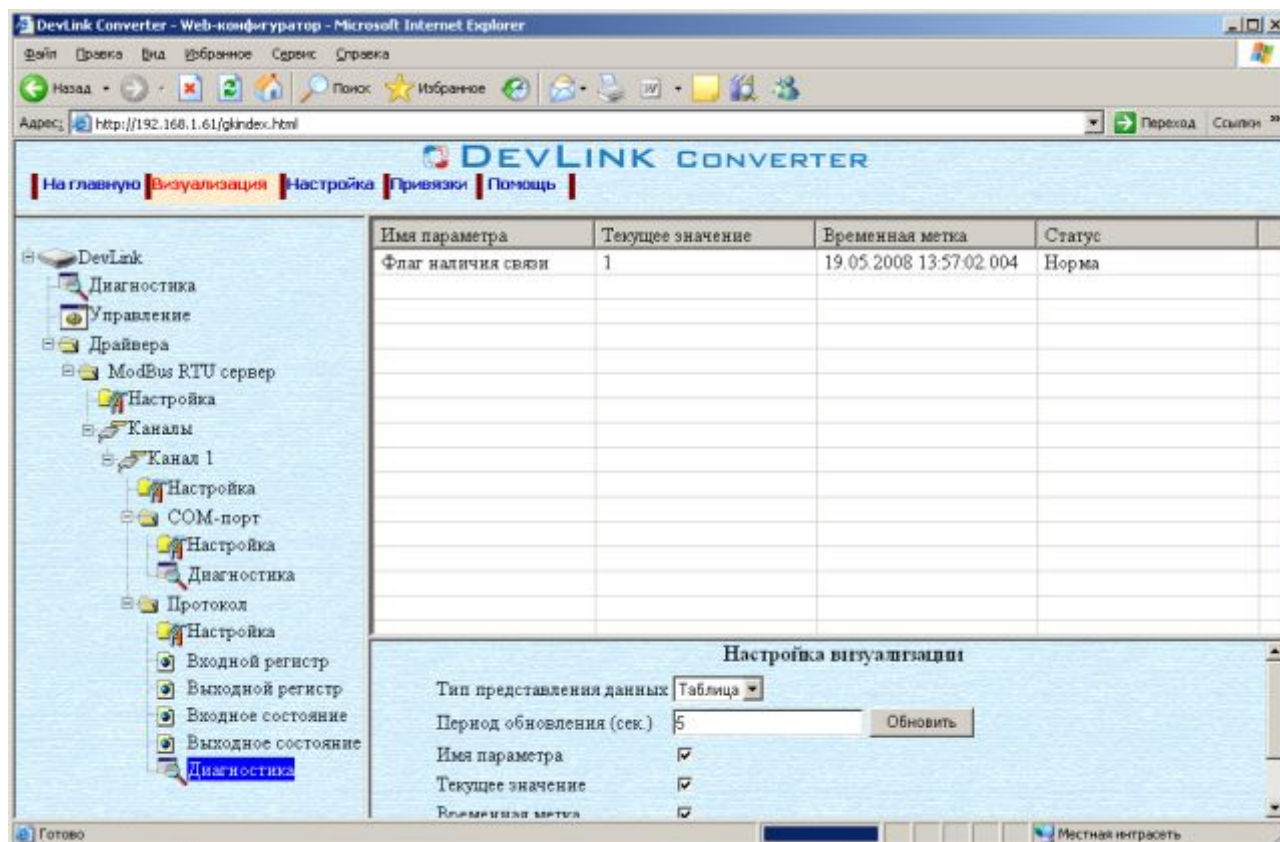 DevLink Converter - Web-конфигуратор - Microsoft Internet Explorer
Файл Правка Вид Избранное Сервис Справка
Назад Поиск Избранное
Адрес: http://192.168.1.61/gkindex.html Переход Ссылки »
DEVLINK CONVERTER
На главную Визуализация Настройка Привязки Помощь
DevLink
Диагностика
Управление
Драйвера
ModBus RTU сервер
Настройка
Каналы
Канал 1
Настройка
COM-порт
Настройка
Диагностика
Протокол
Настройка
Входной регистр
Выходной регистр
Входное состояние
Выходное состояние
Диагностика
Имя параметра Текущее значение Временная метка Статус
Флаг наличия связи 1 19.05.2008 13:57:02.004 Норма
Настройка визуализации
Тип представления данных Таблица
Период обновления (сек.) 5 Обновить
Имя параметра
Текущее значение
Временная метка
Готово Местная интрасеть